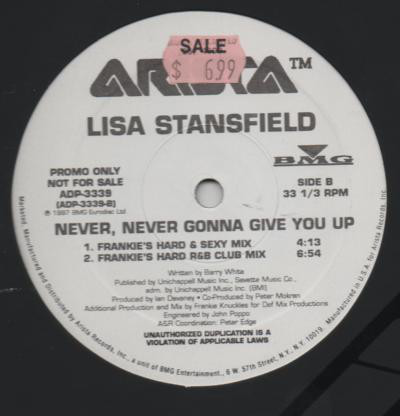 SALE
$ 6.99
ARISTA™
LISA STANSFIELD
PROMO ONLY
NOT FOR SALE
ADP-3339
(ADP-3339-B)
℗ 1997 BMG Eurodisc Ltd
BMG
SIDE B
33 1/3 RPM
NEVER, NEVER GONNA GIVE YOU UP
1. FRANKIE'S HARD & SEXY MIX 4:13
2. FRANKIE'S HARD R&B CLUB MIX 6:54
Written by Barry White
Published by Unichappell Music Inc., Savette Music Co.,
adm. by Unichappell Music Inc. (BMI)
Produced by Ian Devaney • Co-Produced by Peter Mokran
Additional Production and Mix by Frankie Knuckles for Def Mix Productions
Engineered by John Poppo
A&R Coordination: Peter Edge
UNAUTHORIZED DUPLICATION IS A
VIOLATION OF APPLICABLE LAWS
Marketed, Manufactured and Distributed by Arista Records, Inc., a unit of BMG Entertainment., 6 W. 57th Street, N.Y., N.Y. 10019. Manufactured in U.S.A. for Arista Records, Inc.